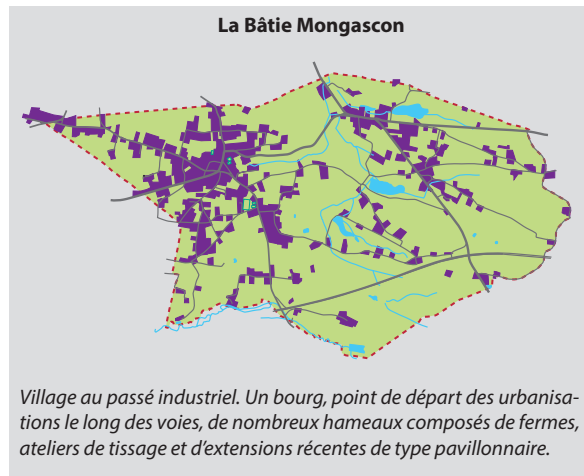 La Bâtie Mongascon
Village au passé industriel. Un bourg, point de départ des urbanisa-
tions le long des voies, de nombreux hameaux composés de fermes,
ateliers de tissage et d'extensions récentes de type pavillonnaire.